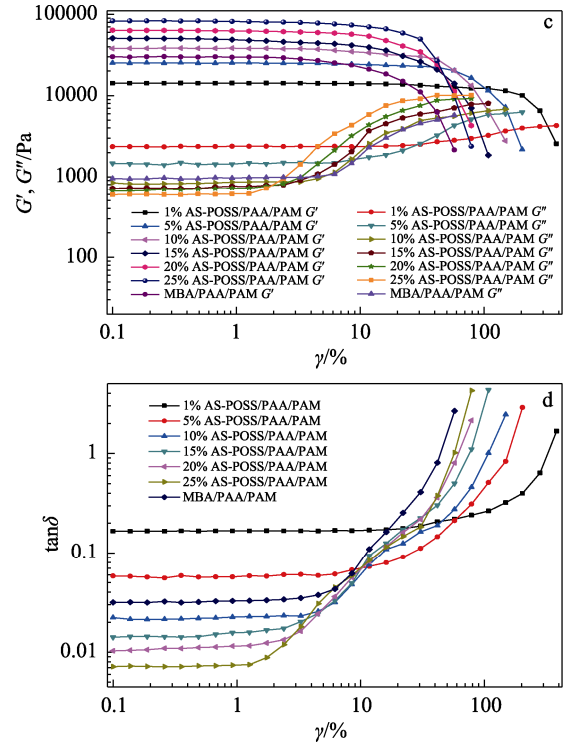 c
100000
10000
1000
100
G′, G″/Pa
1% AS-POSS/PAA/PAM G′
5% AS-POSS/PAA/PAM G′
10% AS-POSS/PAA/PAM G′
15% AS-POSS/PAA/PAM G′
20% AS-POSS/PAA/PAM G′
25% AS-POSS/PAA/PAM G′
MBA/PAA/PAM G′
1% AS-POSS/PAA/PAM G″
5% AS-POSS/PAA/PAM G″
10% AS-POSS/PAA/PAM G″
15% AS-POSS/PAA/PAM G″
20% AS-POSS/PAA/PAM G″
25% AS-POSS/PAA/PAM G″
MBA/PAA/PAM G″
0.1 1 10 100
γ/%
d
1% AS-POSS/PAA/PAM
5% AS-POSS/PAA/PAM
10% AS-POSS/PAA/PAM
15% AS-POSS/PAA/PAM
20% AS-POSS/PAA/PAM
25% AS-POSS/PAA/PAM
MBA/PAA/PAM
1
0.1
0.01
tanδ
0.1 1 10 100
γ/%